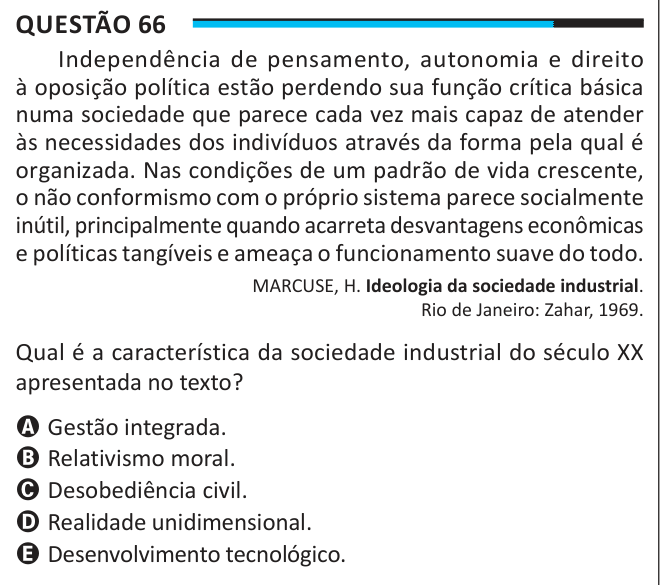 QUESTÃO 66
Independência de pensamento, autonomia e direito
à oposição política estão perdendo sua função crítica básica
numa sociedade que parece cada vez mais capaz de atender
às necessidades dos indivíduos através da forma pela qual é
organizada. Nas condições de um padrão de vida crescente,
o não conformismo com o próprio sistema parece socialmente
inútil, principalmente quando acarreta desvantagens econômicas
e políticas tangíveis e ameaça o funcionamento suave do todo.
MARCUSE, H. Ideologia da sociedade industrial.
Rio de Janeiro: Zahar, 1969.
Qual é a característica da sociedade industrial do século XX
apresentada no texto?
A Gestão integrada.
B Relativismo moral.
C Desobediência civil.
D Realidade unidimensional.
E Desenvolvimento tecnológico.